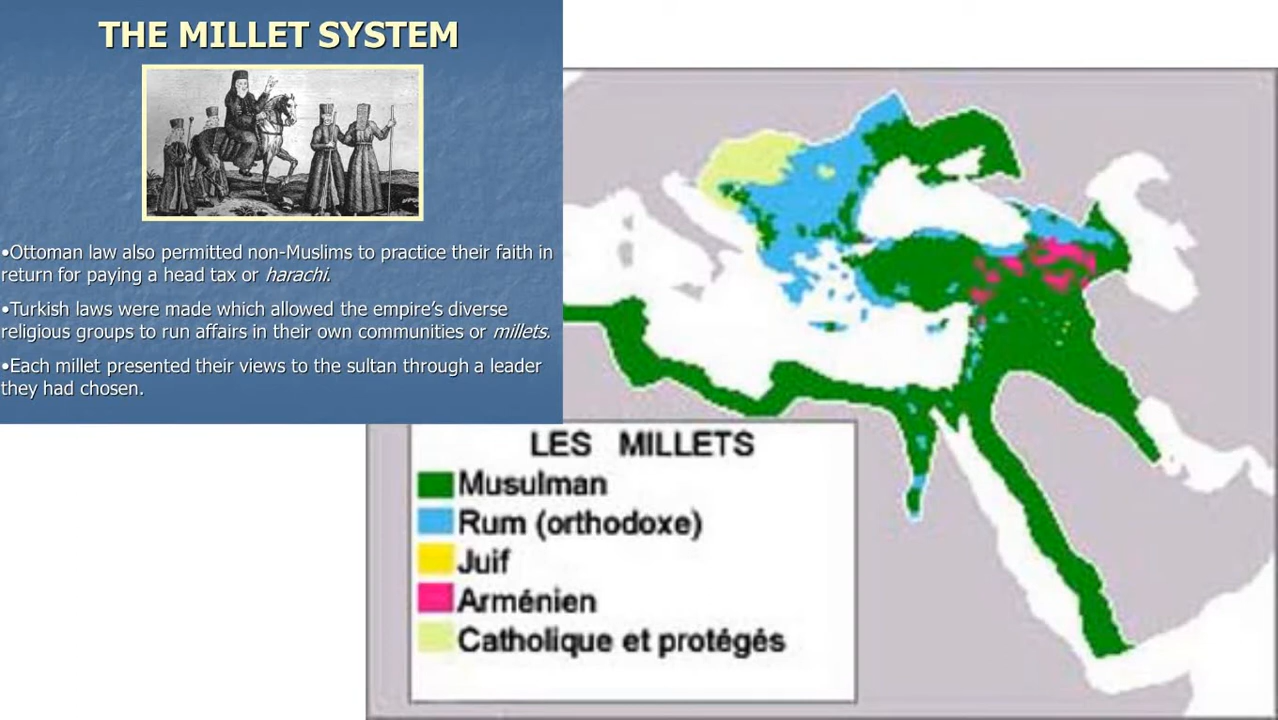 THE MILLET SYSTEM
•Ottoman law also permitted non-Muslims to practice their faith in
return for paying a head tax or harachi.
•Turkish laws were made which allowed the empire's diverse
religious groups to run affairs in their own communities or millets.
•Each millet presented their views to the sultan through a leader
they had chosen.
LES MILLETS
Musulman
Rum (orthodoxe)
Juif
Arménien
Catholique et protégés